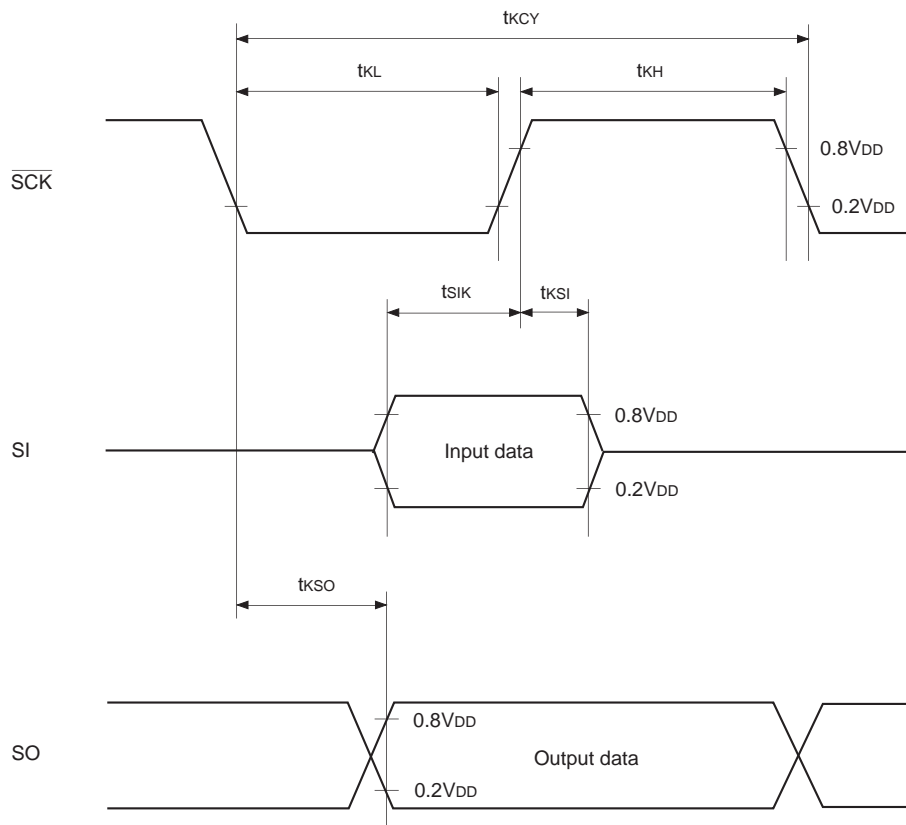 tKCY
tKL tKH
SCK 0.8VDD
0.2VDD
tSIK tKSI
0.8VDD
SI Input data
0.2VDD
tKSO
0.8VDD
SO Output data
0.2VDD